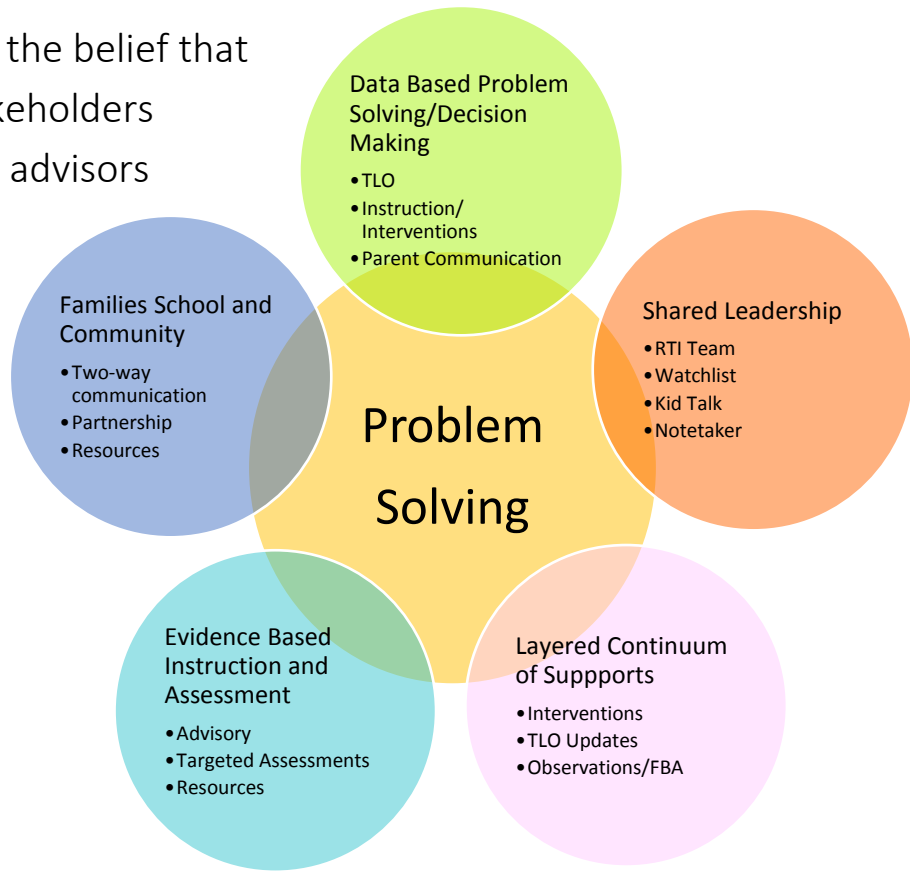 the belief that
keholders
advisors
Data Based Problem
Solving/Decision
Making
•TLO
•Instruction/
Interventions
•Parent Communication
Families School and
Community
•Two-way
communication
•Partnership
•Resources
Shared Leadership
•RTI Team
•Watchlist
•Kid Talk
•Notetaker
Problem
Solving
Evidence Based
Instruction and
Assessment
•Advisory
•Targeted Assessments
•Resources
Layered Continuum
of Suppports
•Interventions
•TLO Updates
•Observations/FBA